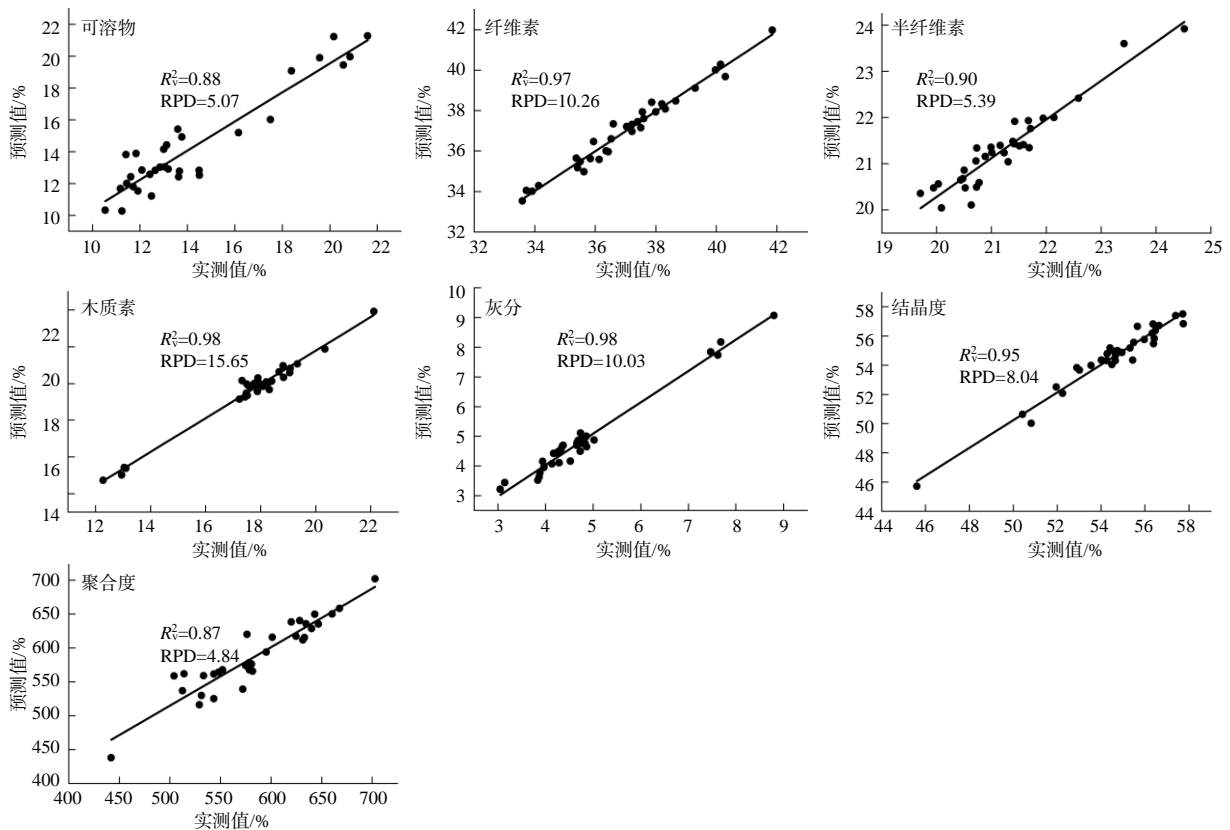 可溶物
R²v=0.88
RPD=5.07
22
20
18
16
14
12
10
预测值/%
10 12 14 16 18 20 22
实测值/%
纤维素
R²v=0.97
RPD=10.26
42
40
38
36
34
32
预测值/%
32 34 36 38 40 42
实测值/%
半纤维素
R²v=0.90
RPD=5.39
24
23
22
21
20
预测值/%
19 20 21 22 23 24 25
实测值/%
木质素
R²v=0.98
RPD=15.65
22
20
18
16
14
预测值/%
12 14 16 18 20 22
实测值/%
灰分
R²v=0.98
RPD=10.03
10
9
8
7
6
5
4
3
预测值/%
3 4 5 6 7 8 9
实测值/%
结晶度
R²v=0.95
RPD=8.04
58
56
54
52
50
48
46
44
预测值/%
44 46 48 50 52 54 56 58
实测值/%
聚合度
R²v=0.87
RPD=4.84
700
650
600
550
500
450
400
预测值/%
400 450 500 550 600 650 700
实测值/%